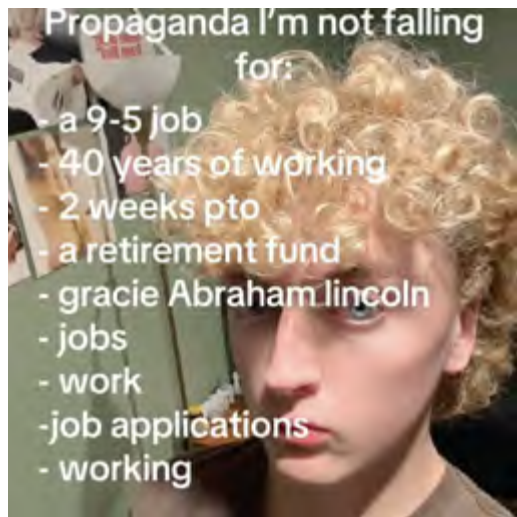 Propaganda I'm not falling
for:
- a 9-5 job
- 40 years of working
- 2 weeks pto
- a retirement fund
- gracie Abraham lincoln
- jobs
- work
-job applications
- working